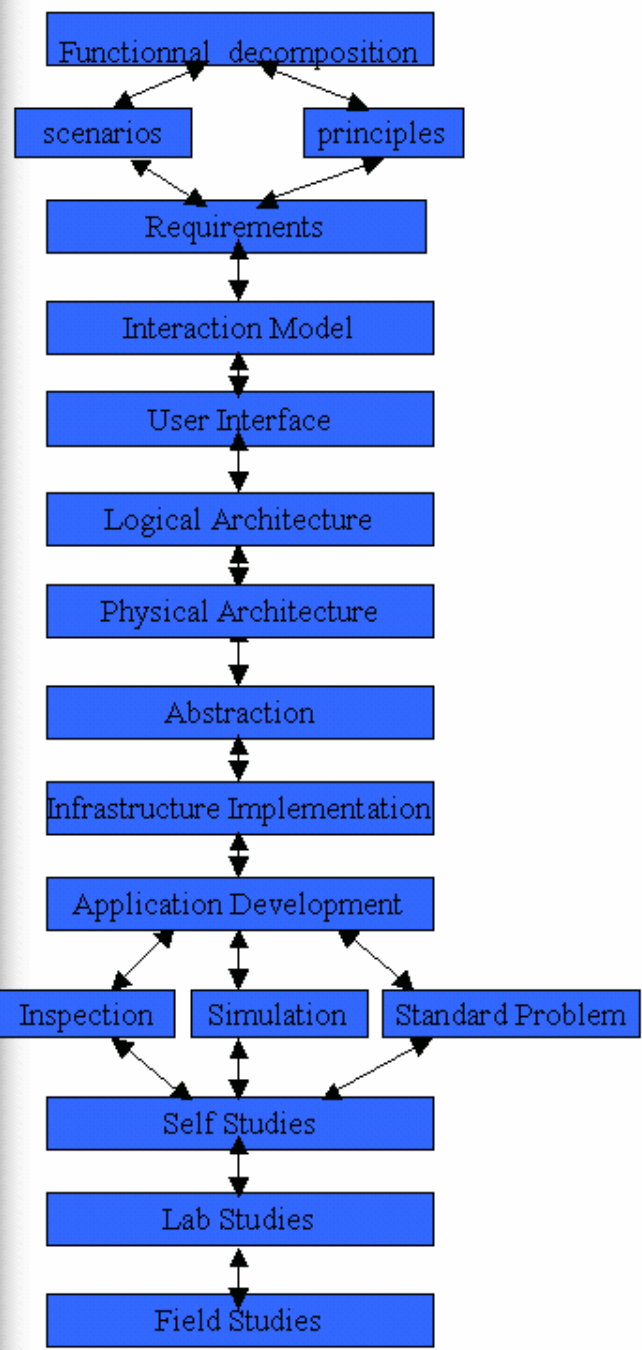 Functionnal decomposition
scenarios
principles
Requirements
Interaction Model
User Interface
Logical Architecture
Physical Architecture
Abstraction
Infrastructure Implementation
Application Development
Inspection
Simulation
Standard Problem
Self Studies
Lab Studies
Field Studies